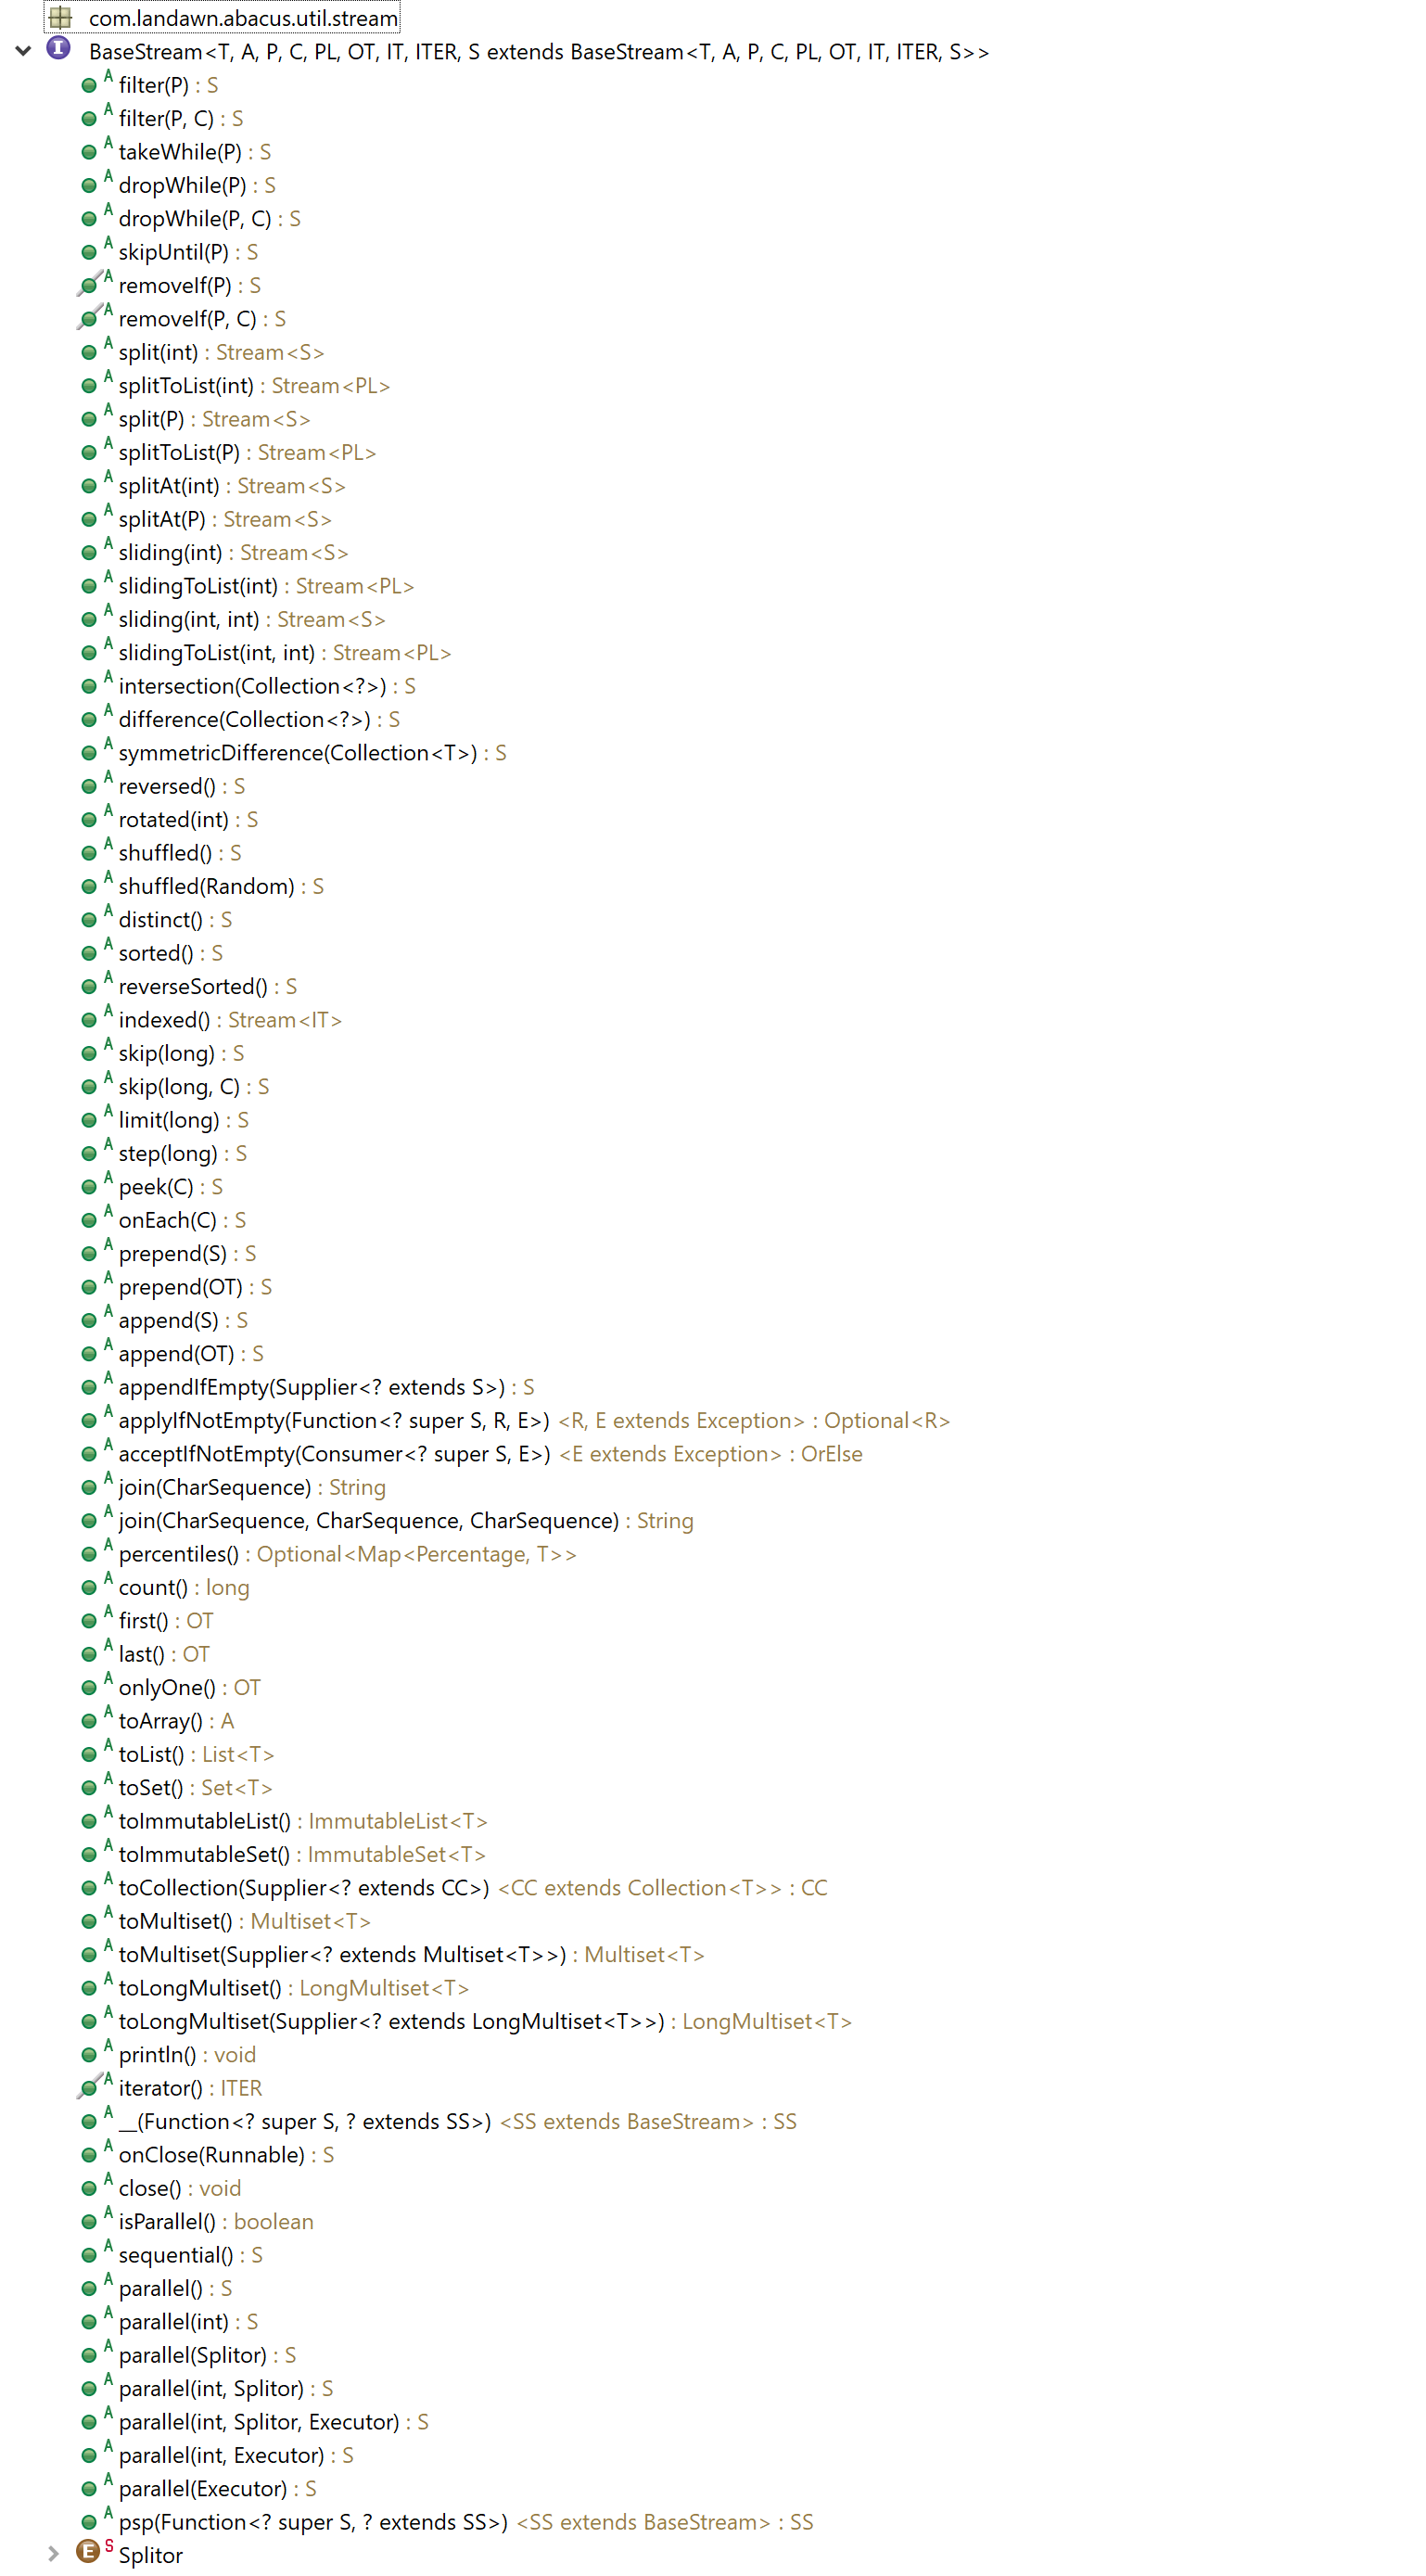 com.landawn.abacus.util.stream
BaseStream<T, A, P, C, PL, OT, IT, ITER, S extends BaseStream<T, A, P, C, PL, OT, IT, ITER, S>>
filter(P) : S
filter(P, C) : S
takeWhile(P) : S
dropWhile(P) : S
dropWhile(P, C) : S
skipUntil(P) : S
removeIf(P) : S
removeIf(P, C) : S
split(int) : Stream<S>
splitToList(int) : Stream<PL>
split(P) : Stream<S>
splitToList(P) : Stream<PL>
splitAt(int) : Stream<S>
splitAt(P) : Stream<S>
sliding(int) : Stream<S>
slidingToList(int) : Stream<PL>
sliding(int, int) : Stream<S>
slidingToList(int, int) : Stream<PL>
intersection(Collection<?>) : S
difference(Collection<?>) : S
symmetricDifference(Collection<T>) : S
reversed() : S
rotated(int) : S
shuffled() : S
shuffled(Random) : S
distinct() : S
sorted() : S
reverseSorted() : S
indexed() : Stream<IT>
skip(long) : S
skip(long, C) : S
limit(long) : S
step(long) : S
peek(C) : S
onEach(C) : S
prepend(S) : S
prepend(OT) : S
append(S) : S
append(OT) : S
appendIfEmpty(Supplier<? extends S>) : S
applyIfNotEmpty(Function<? super S, R, E>) <R, E extends Exception> : Optional<R>
acceptIfNotEmpty(Consumer<? super S, E>) <E extends Exception> : OrElse
join(CharSequence) : String
join(CharSequence, CharSequence, CharSequence) : String
percentiles() : Optional<Map<Percentage, T>>
count() : long
first() : OT
last() : OT
onlyOne() : OT
toArray() : A
toList() : List<T>
toSet() : Set<T>
toImmutableList() : ImmutableList<T>
toImmutableSet() : ImmutableSet<T>
toCollection(Supplier<? extends CC>) <CC extends Collection<T>> : CC
toMultiset() : Multiset<T>
toMultiset(Supplier<? extends Multiset<T>>) : Multiset<T>
toLongMultiset() : LongMultiset<T>
toLongMultiset(Supplier<? extends LongMultiset<T>>) : LongMultiset<T>
println() : void
iterator() : ITER
__(Function<? super S, ? extends SS>) <SS extends BaseStream> : SS
onClose(Runnable) : S
close() : void
isParallel() : boolean
sequential() : S
parallel() : S
parallel(int) : S
parallel(Splitor) : S
parallel(int, Splitor) : S
parallel(int, Splitor, Executor) : S
parallel(int, Executor) : S
parallel(Executor) : S
psp(Function<? super S, ? extends SS>) <SS extends BaseStream> : SS
Splitor